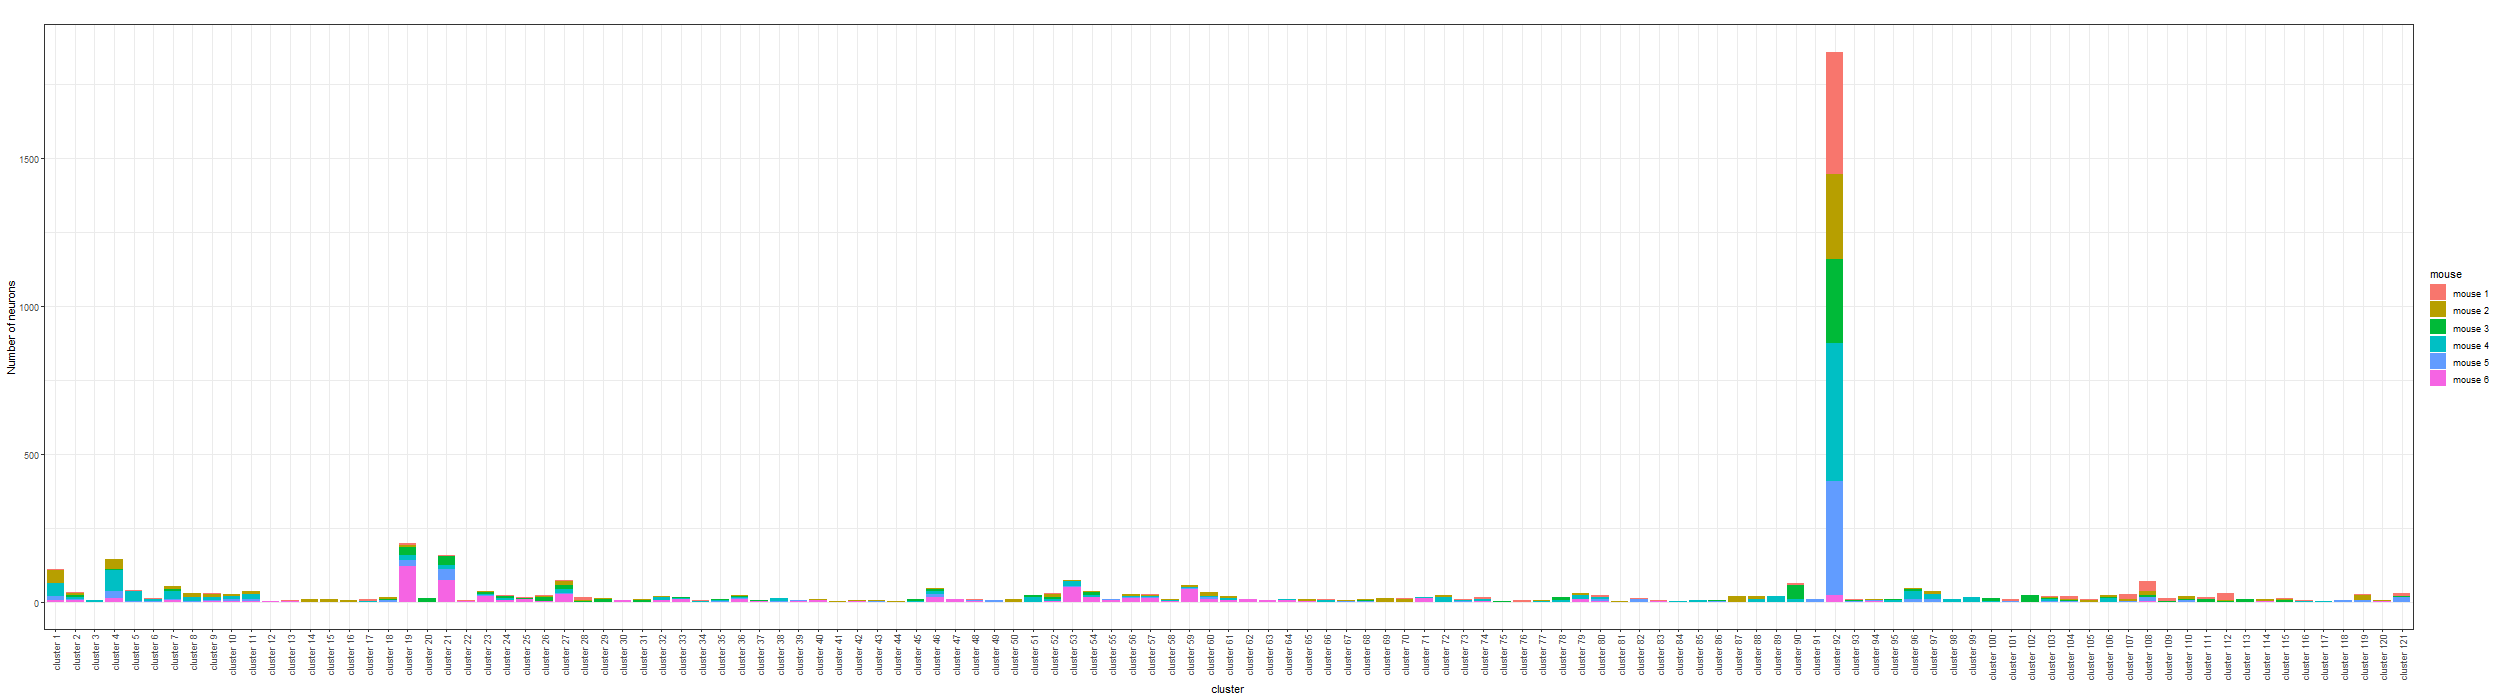 Number of neurons
1500
1000
500
0
cluster 1
cluster 2
cluster 3
cluster 4
cluster 5
cluster 6
cluster 7
cluster 8
cluster 9
cluster 10
cluster 11
cluster 12
cluster 13
cluster 14
cluster 15
cluster 16
cluster 17
cluster 18
cluster 19
cluster 20
cluster 21
cluster 22
cluster 23
cluster 24
cluster 25
cluster 26
cluster 27
cluster 28
cluster 29
cluster 30
cluster 31
cluster 32
cluster 33
cluster 34
cluster 35
cluster 36
cluster 37
cluster 38
cluster 39
cluster 40
cluster 41
cluster 42
cluster 43
cluster 44
cluster 45
cluster 46
cluster 47
cluster 48
cluster 49
cluster 50
cluster 51
cluster 52
cluster 53
cluster 54
cluster 55
cluster 56
cluster 57
cluster 58
cluster 59
cluster 60
cluster 61
cluster 62
cluster 63
cluster 64
cluster 65
cluster 66
cluster 67
cluster 68
cluster 69
cluster 70
cluster 71
cluster 72
cluster 73
cluster 74
cluster 75
cluster 76
cluster 77
cluster 78
cluster 79
cluster 80
cluster 81
cluster 82
cluster 83
cluster 84
cluster 85
cluster 86
cluster 87
cluster 88
cluster 89
cluster 90
cluster 91
cluster 92
cluster 93
cluster 94
cluster 95
cluster 96
cluster 97
cluster 98
cluster 99
cluster 100
cluster 101
cluster 102
cluster 103
cluster 104
cluster 105
cluster 106
cluster 107
cluster 108
cluster 109
cluster 110
cluster 111
cluster 112
cluster 113
cluster 114
cluster 115
cluster 116
cluster 117
cluster 118
cluster 119
cluster 120
cluster 121
cluster
mouse
mouse 1
mouse 2
mouse 3
mouse 4
mouse 5
mouse 6